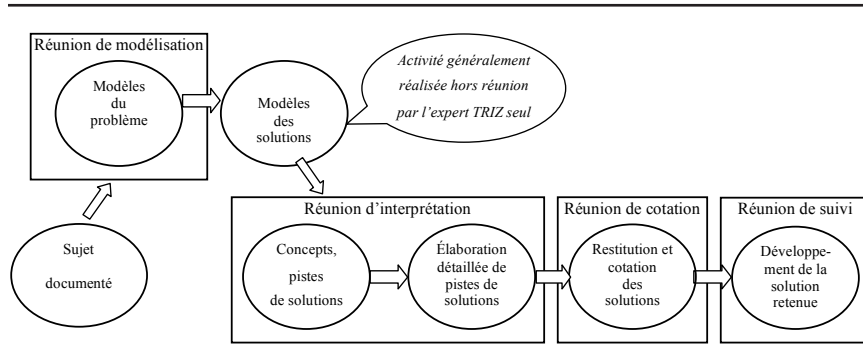 Réunion de modélisation
Modèles
du
problème
Modèles
des
solutions
Activité généralement
réalisée hors réunion
par l'expert TRIZ seul
Sujet
documenté
Réunion d'interprétation
Concepts,
pistes
de solutions
Élaboration
détaillée de
pistes de
solutions
Réunion de cotation
Restitution et
cotation
des
solutions
Réunion de suivi
Développe-
ment de la
solution
retenue